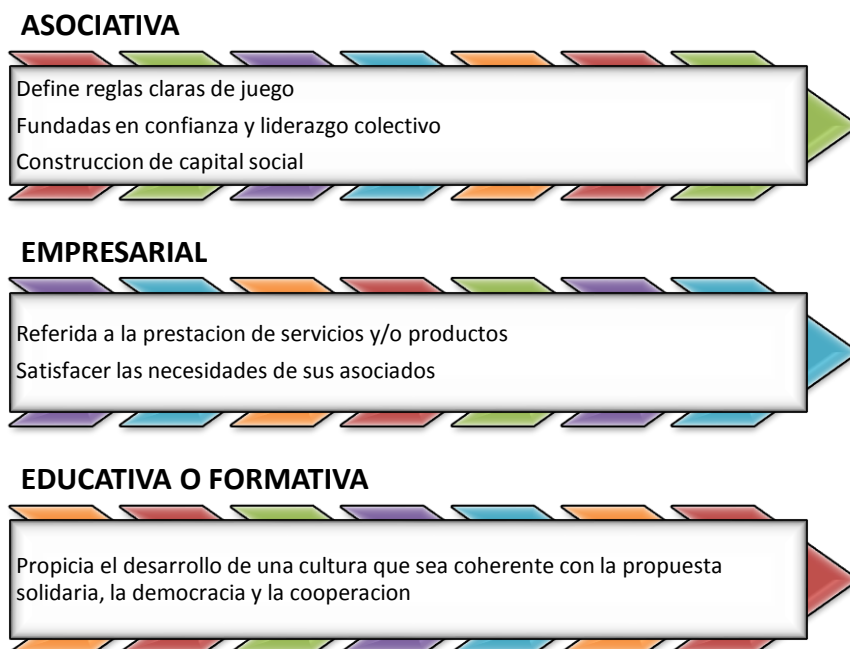 ASOCIATIVA
Define reglas claras de juego
Fundadas en confianza y liderazgo colectivo
Construccion de capital social
EMPRESARIAL
Referida a la prestacion de servicios y/o productos
Satisfacer las necesidades de sus asociados
EDUCATIVA O FORMATIVA
Propicia el desarrollo de una cultura que sea coherente con la propuesta
solidaria, la democracia y la cooperacion